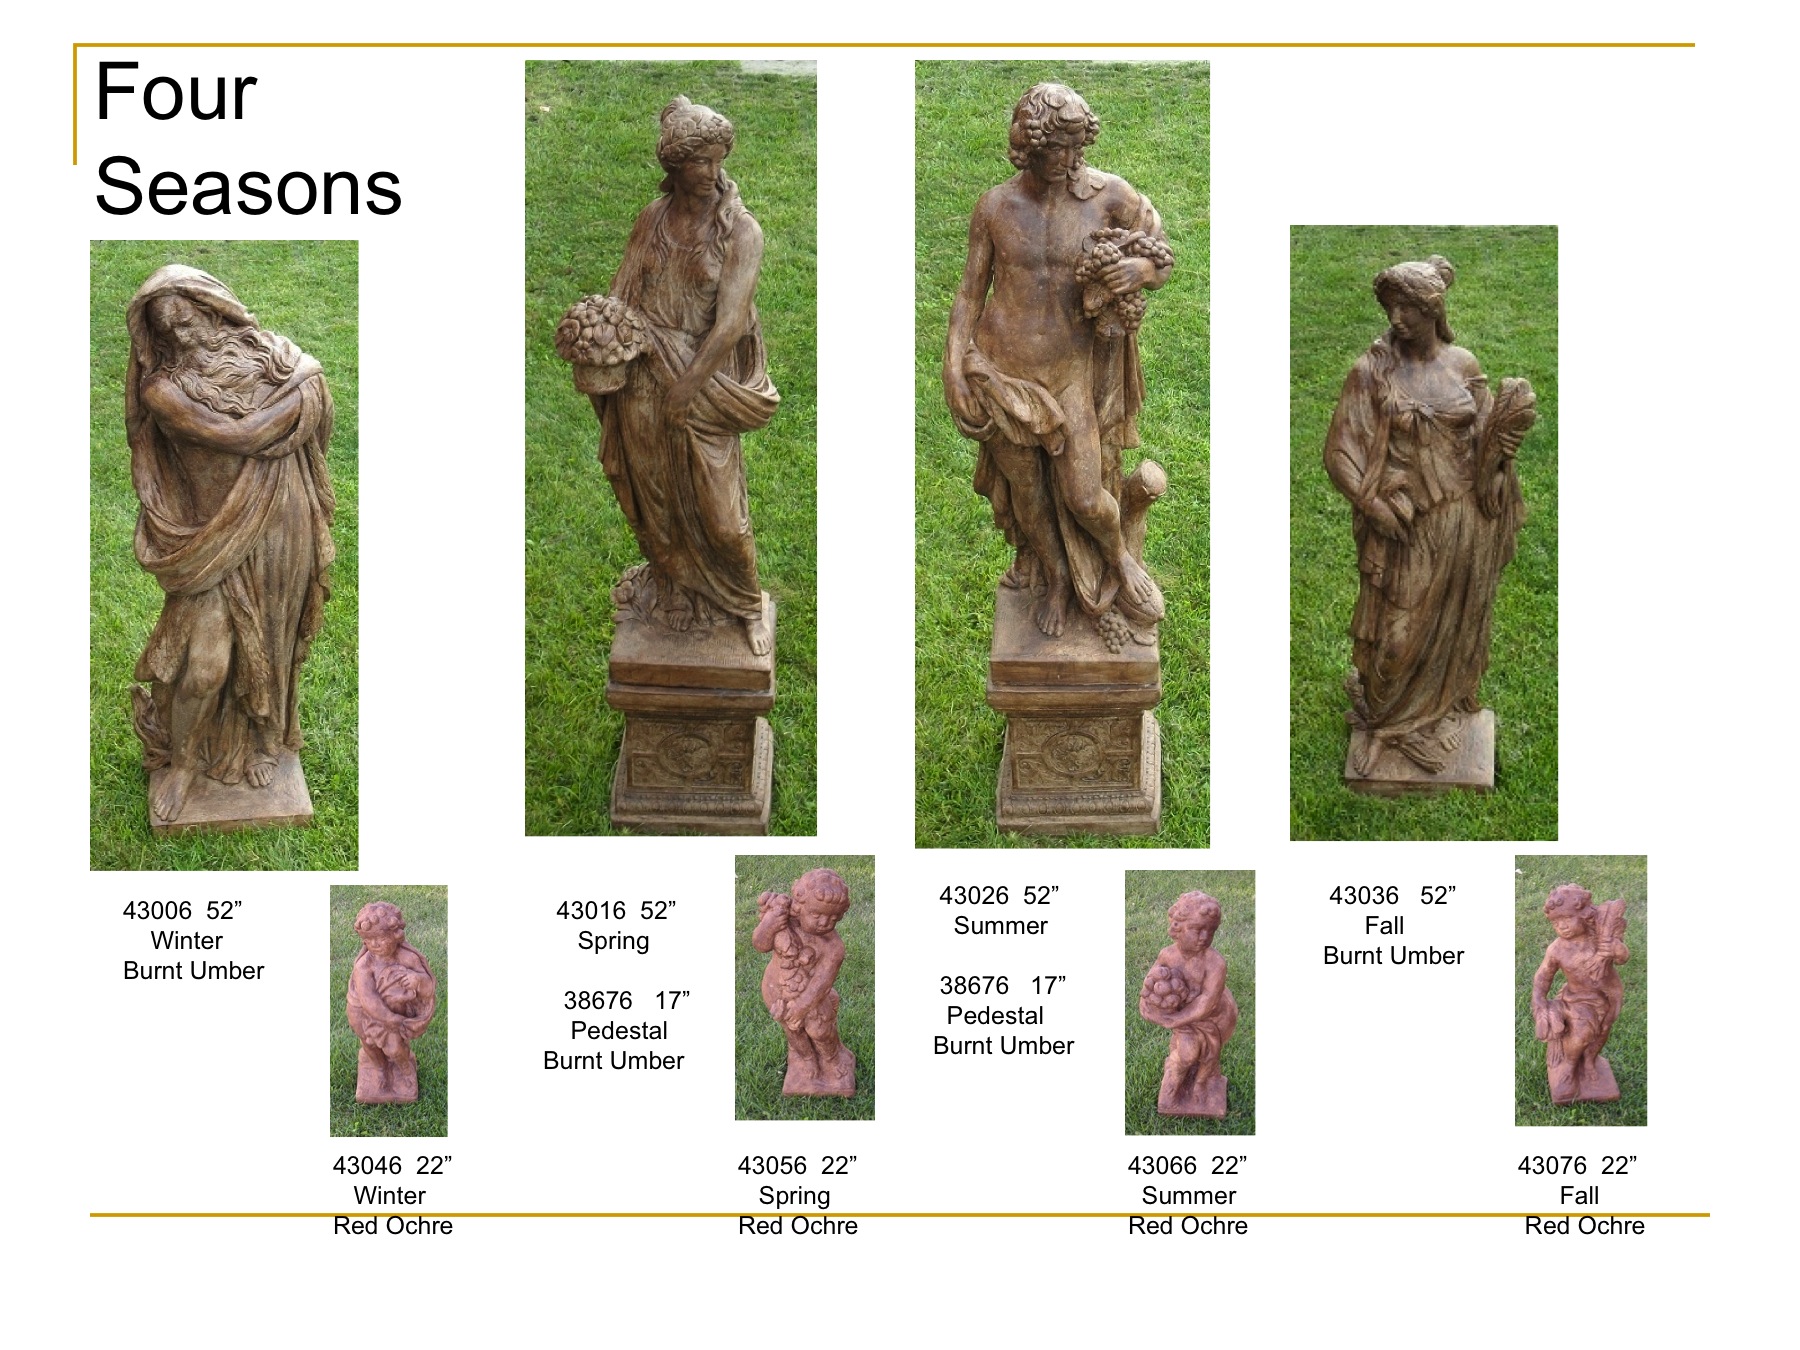 Four
Seasons
43006  52”
Winter
Burnt Umber
43016  52”
Spring
38676   17”
Pedestal
Burnt Umber
43026  52”
Summer
38676   17”
Pedestal
Burnt Umber
43036   52”
Fall
Burnt Umber
43046  22”
Winter
Red Ochre
43056  22”
Spring
Red Ochre
43066  22”
Summer
Red Ochre
43076  22”
Fall
Red Ochre